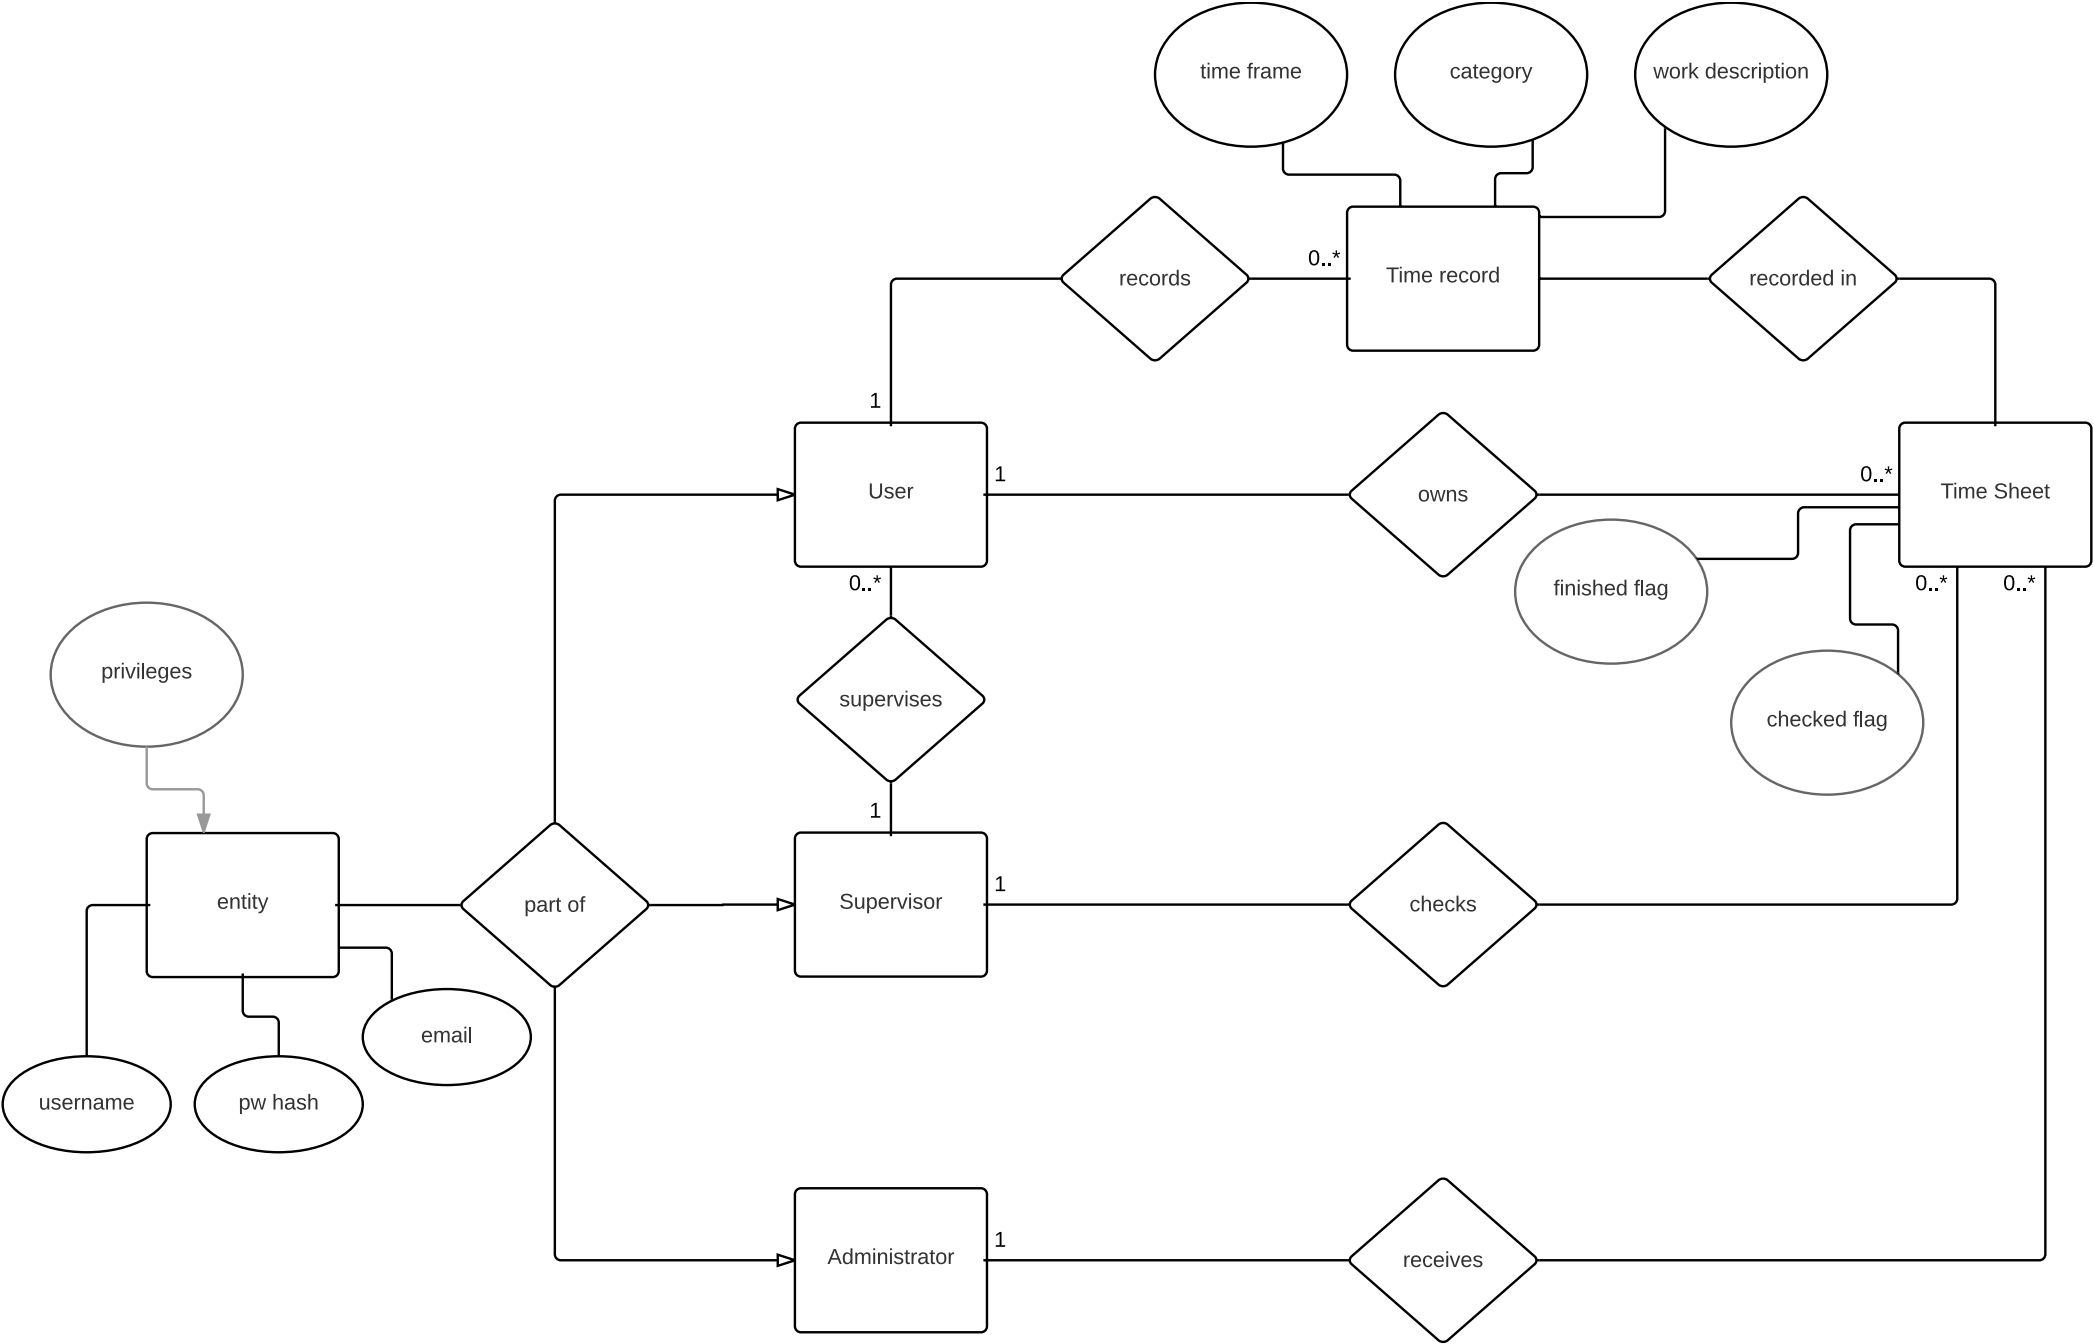 time frame
category
work description
records
0..*
Time record
recorded in
1
User
1
owns
0..*
Time Sheet
0..*
finished flag
0..*
0..*
privileges
supervises
checked flag
1
entity
part of
Supervisor
1
checks
email
username
pw hash
Administrator
1
receives